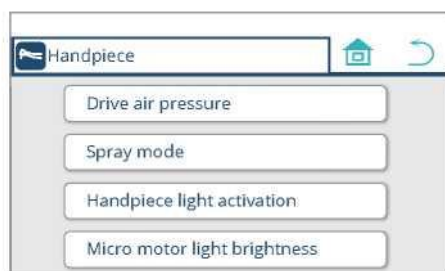 Handpiece
Drive air pressure
Spray mode
Handpiece light activation
Micro motor light brightness